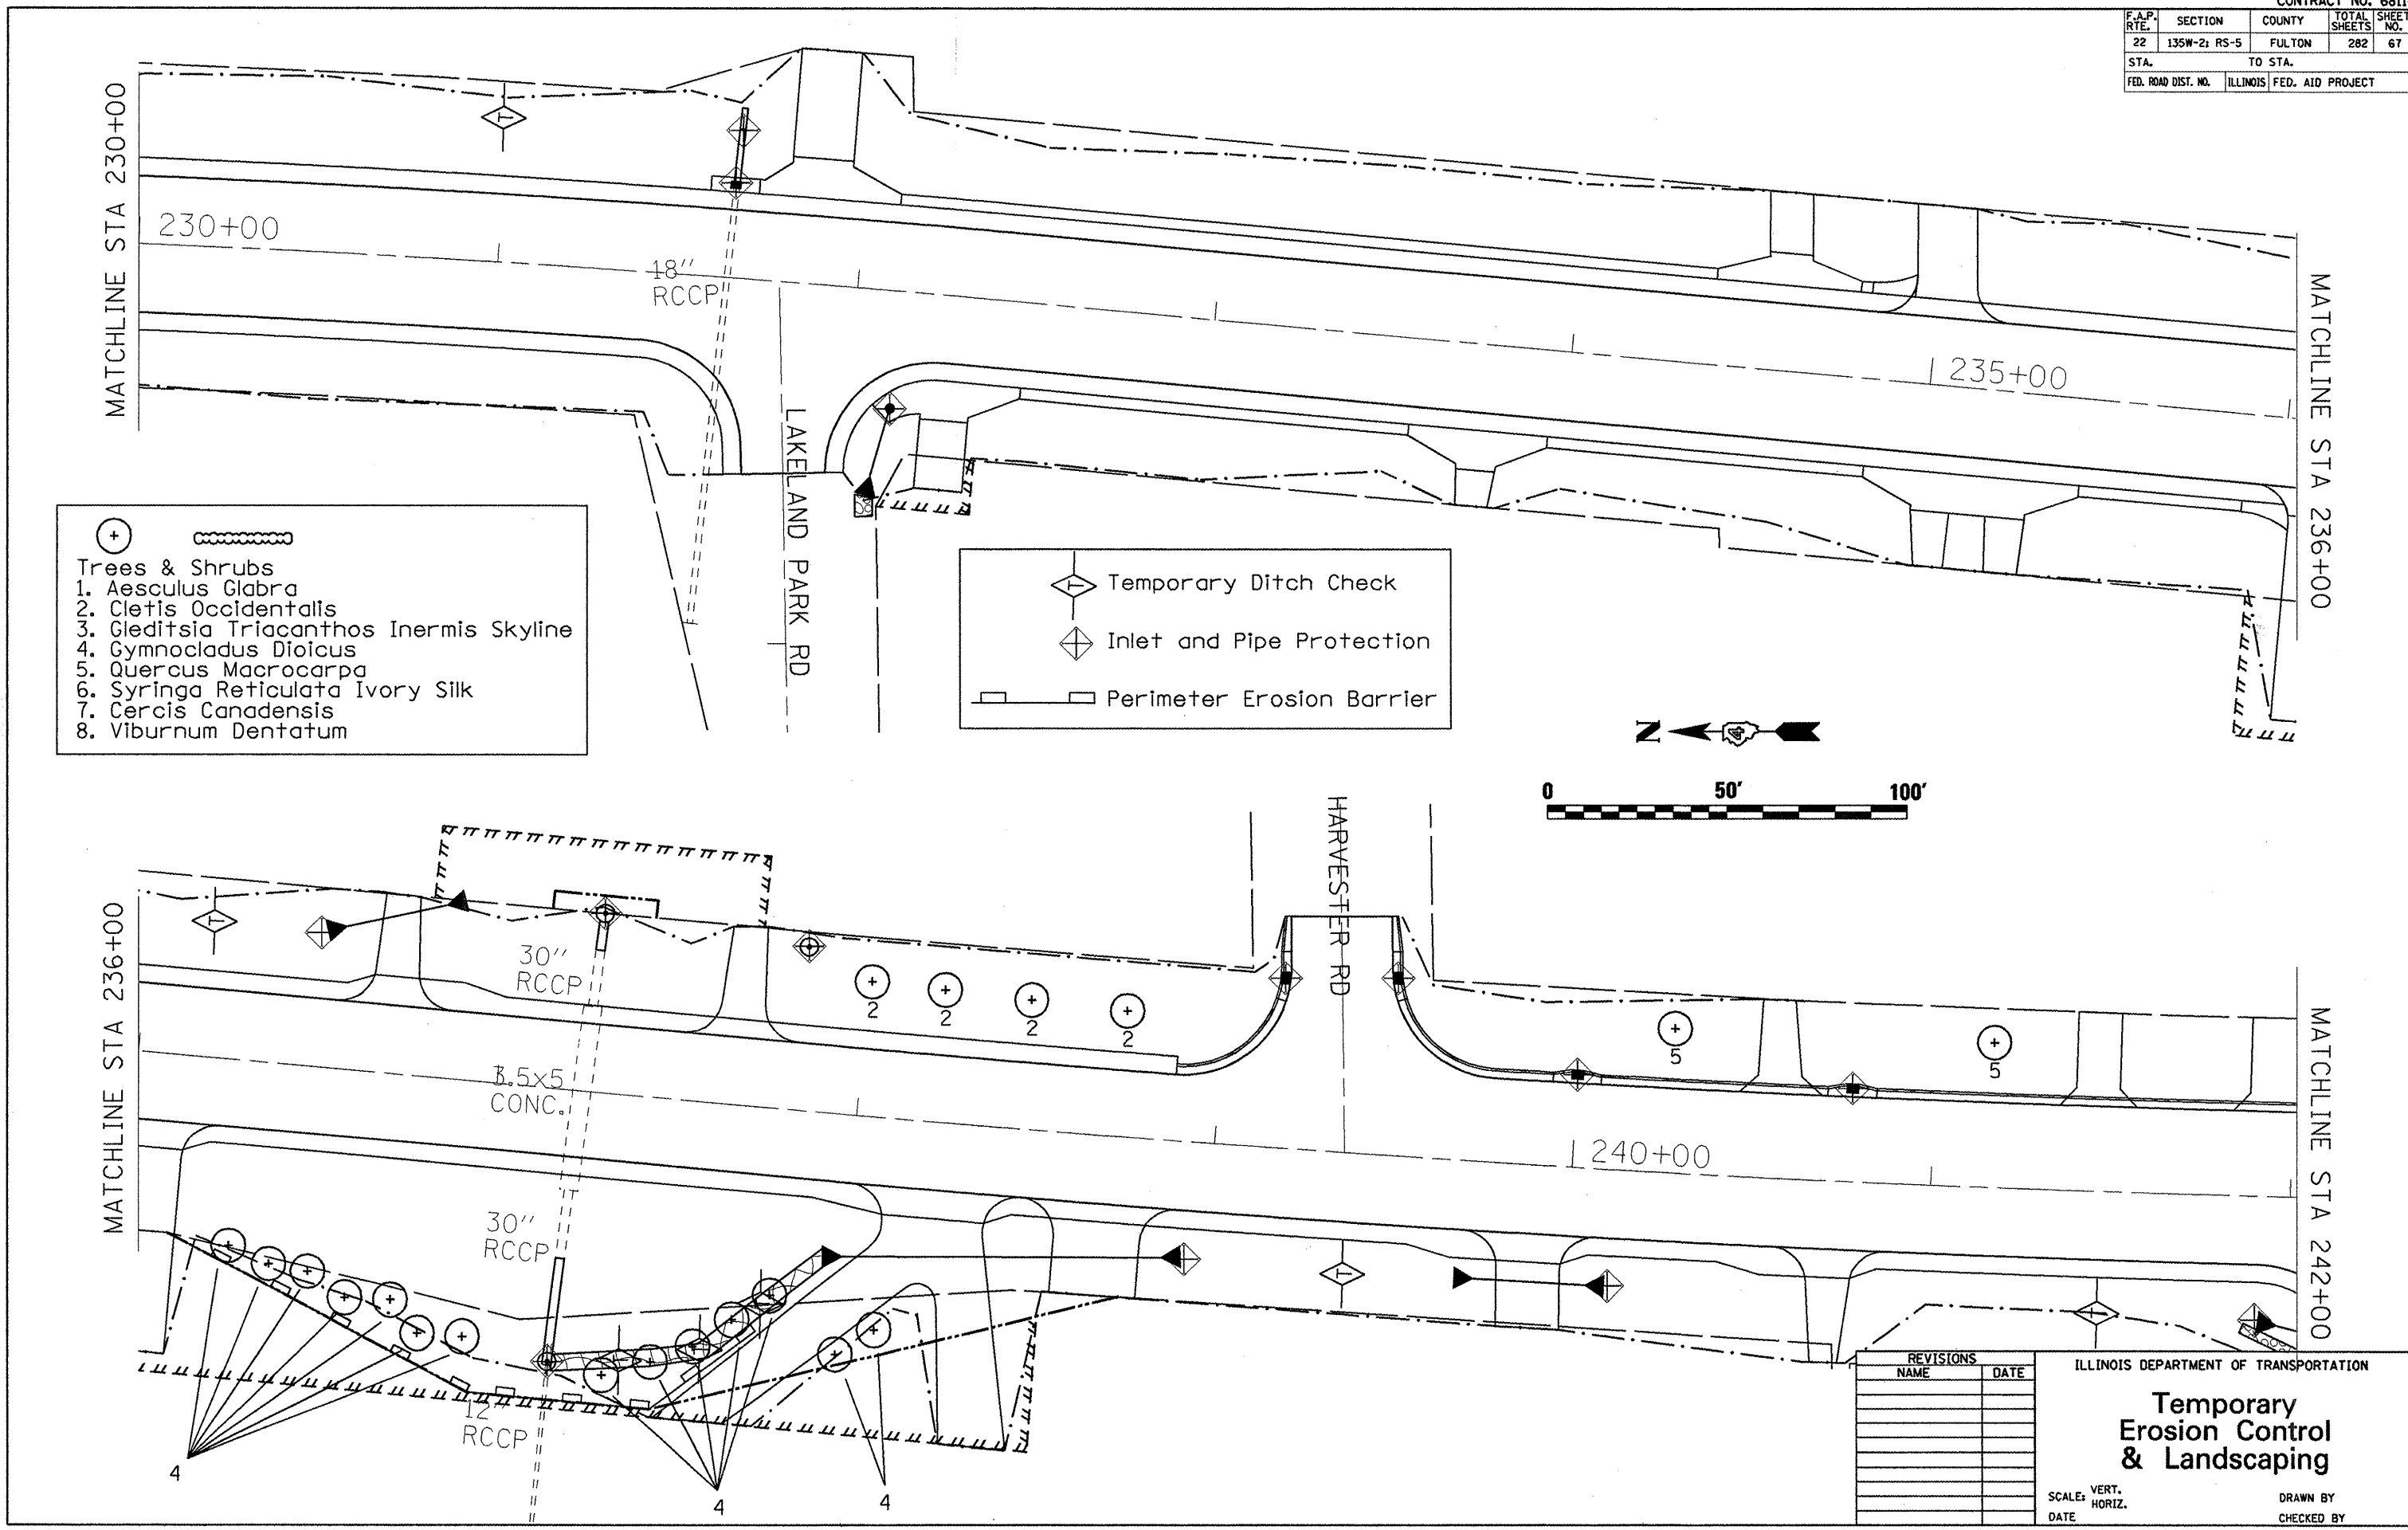 CONTRACT NO. 6811
F.A.P. RTE. SECTION COUNTY TOTAL SHEETS SHEET NO.
22 135W-2; RS-5 FULTON 282 67
STA. TO STA.
FED. ROAD DIST. NO. ILLINOIS FED. AID PROJECT
MATCHLINE STA 230+00
230+00
18" RCCP
235+00
MATCHLINE STA 236+00
LAKELAND PARK RD
Trees & Shrubs
1. Aesculus Glabra
2. Cletis Occidentalis
3. Gleditsia Triacanthos Inermis Skyline
4. Gymnocladus Dioicus
5. Quercus Macrocarpa
6. Syringa Reticulata Ivory Silk
7. Cercis Canadensis
8. Viburnum Dentatum
T Temporary Ditch Check
Inlet and Pipe Protection
Perimeter Erosion Barrier
T
N
0 50' 100'
MATCHLINE STA 236+00
T
30"
RCCP
2
2
2
2
HARVESTER RD
5
5
3.5x5
CONC.
240+00
MATCHLINE STA 242+00
30"
RCCP
T
T
12"
RCCP
4
4
4
REVISIONS
NAME DATE
ILLINOIS DEPARTMENT OF TRANSPORTATION
Temporary
Erosion Control
& Landscaping
SCALE: VERT.
HORIZ.
DRAWN BY
DATE
CHECKED BY